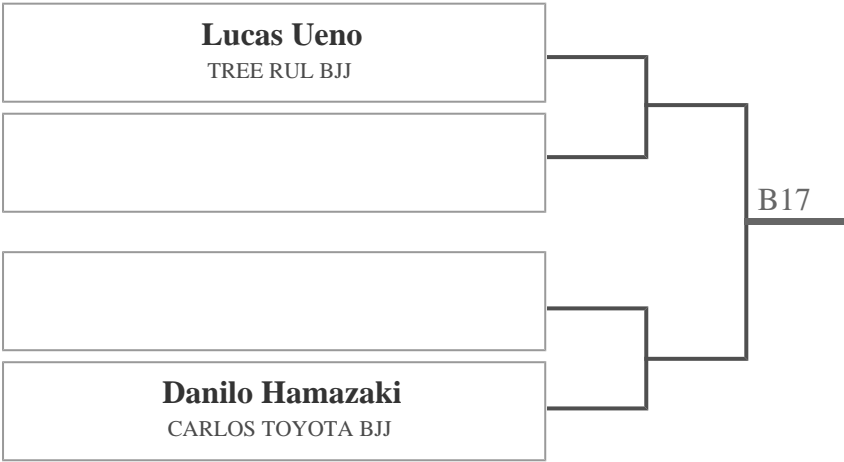 Lucas Ueno
TREE RUL BJJ
B17
Danilo Hamazaki
CARLOS TOYOTA BJJ